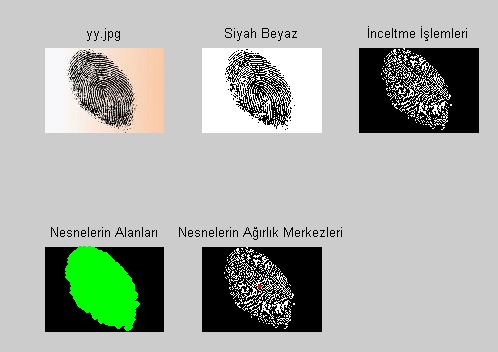 yy.jpg
Siyah Beyaz
İnceltme İşlemleri
Nesnelerin Alanları
Nesnelerin Ağırlık Merkezleri